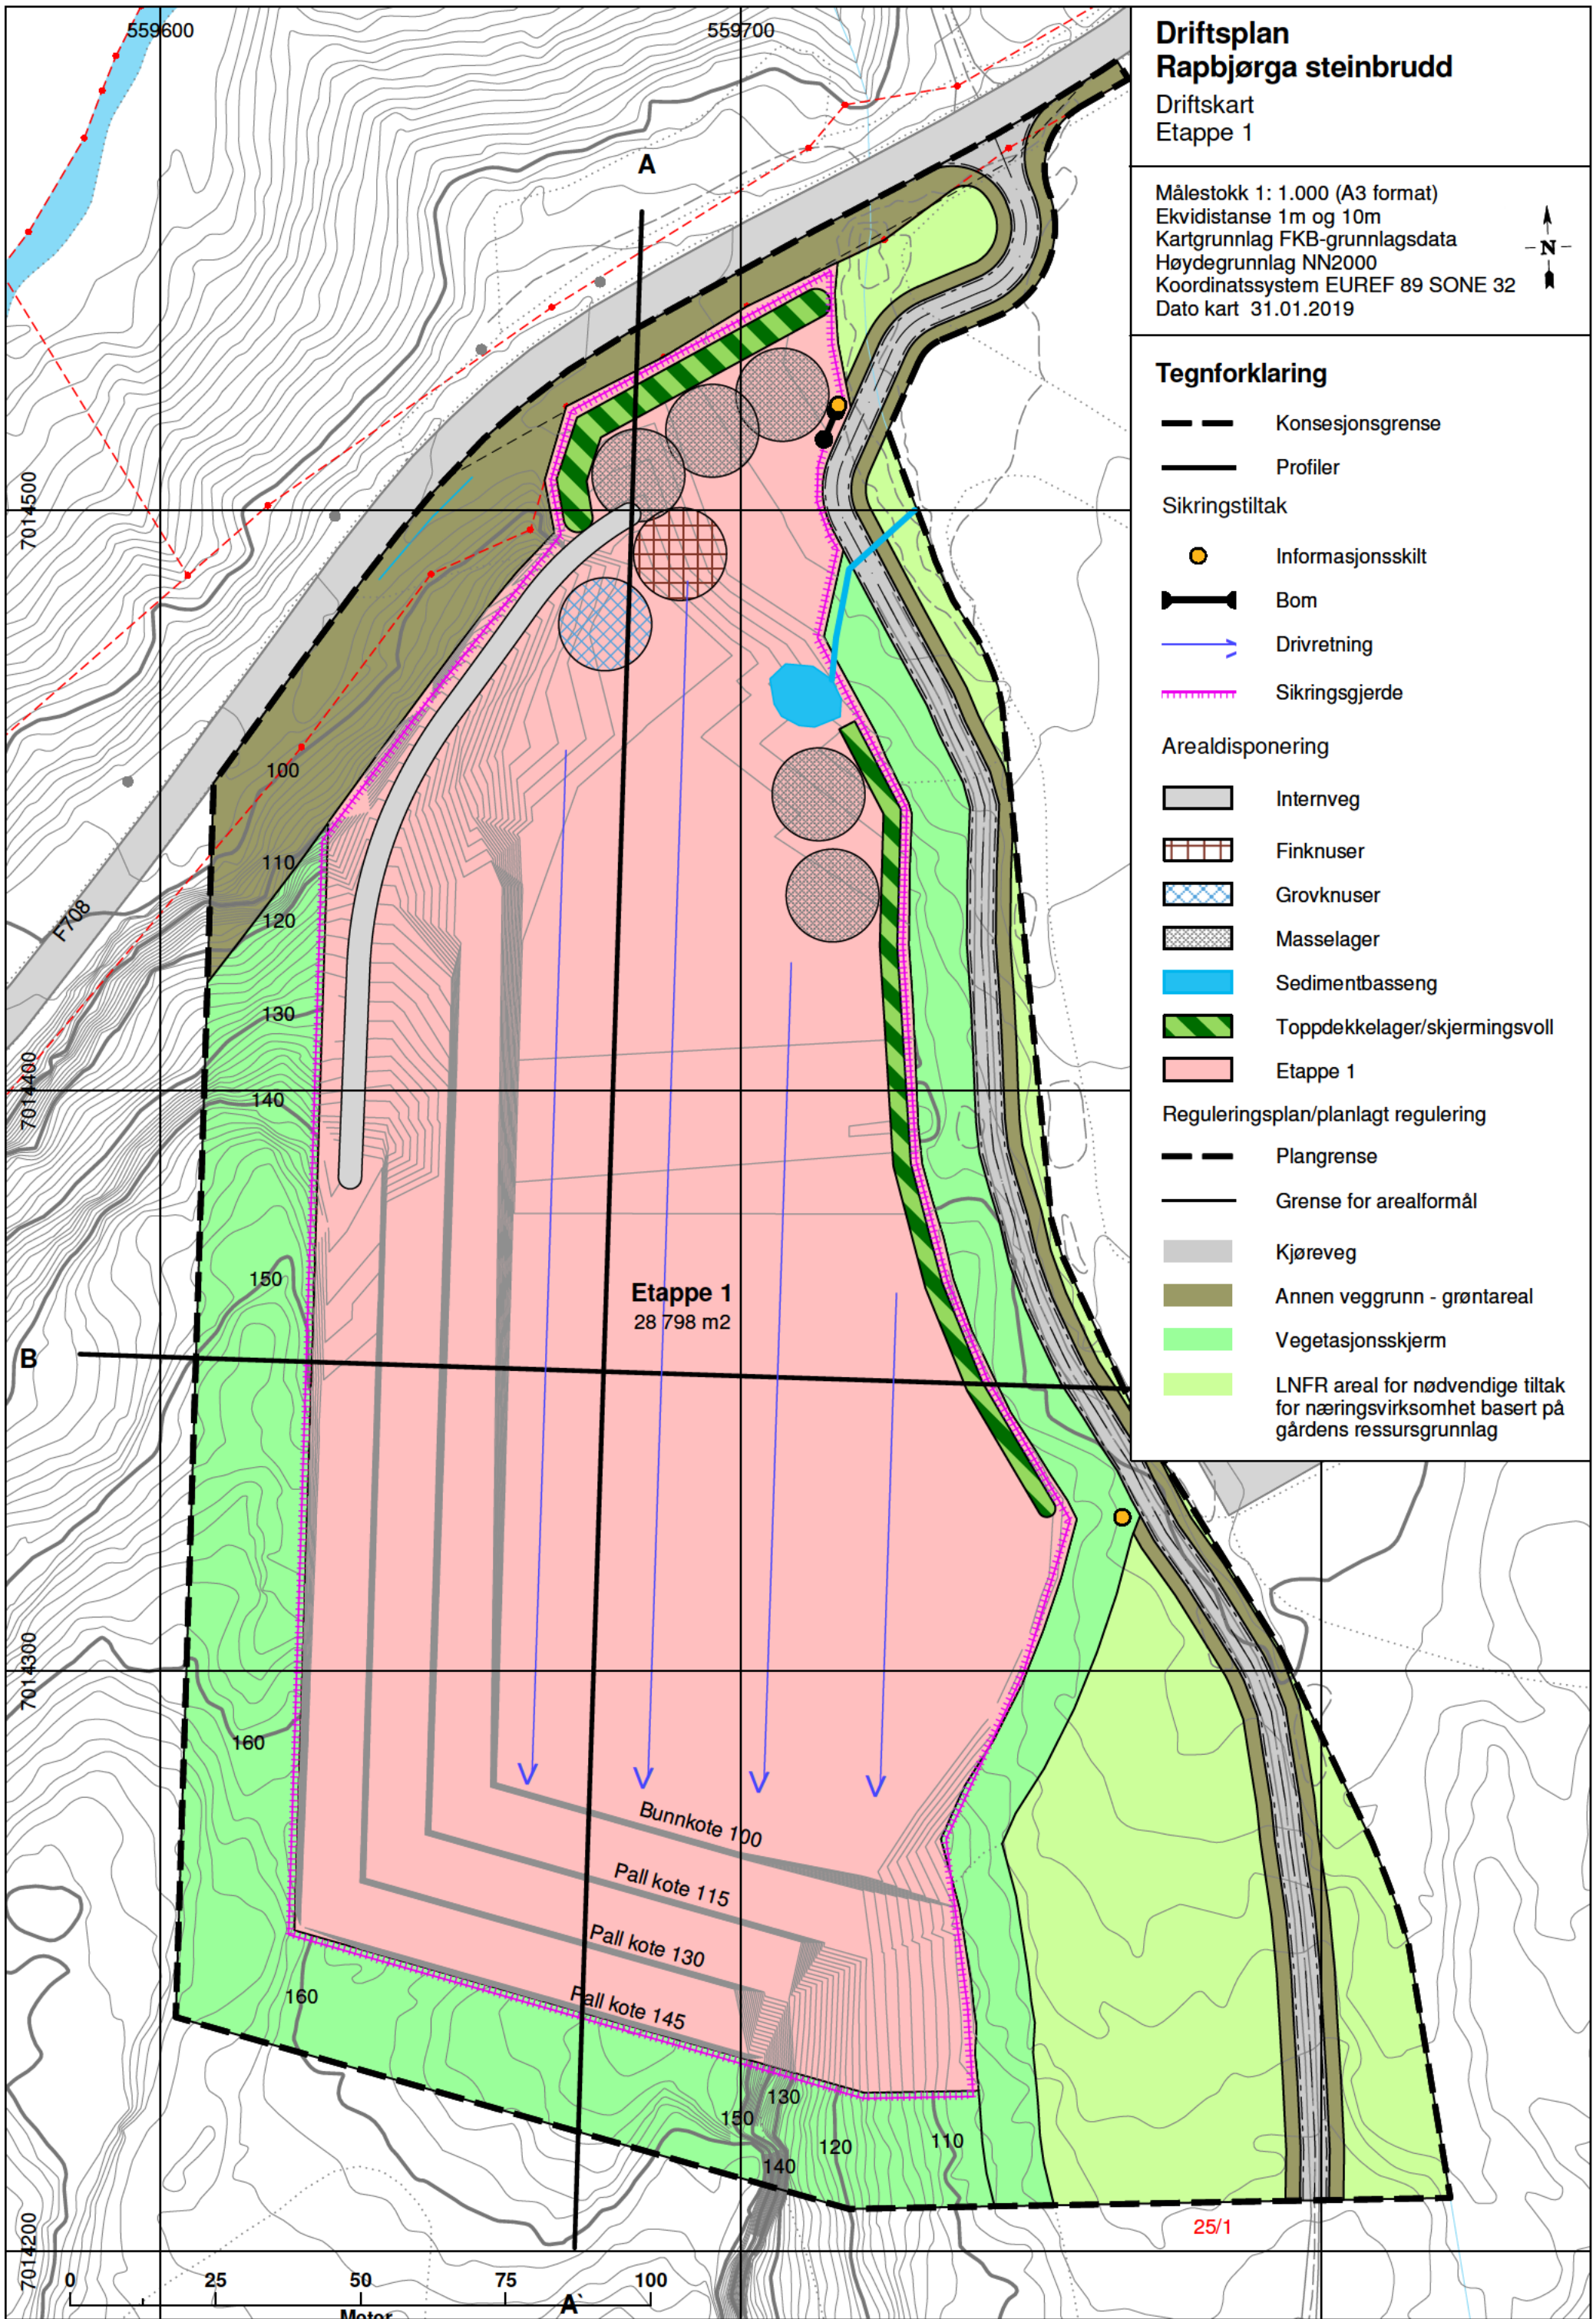 559600
559700
Driftsplan
Rapbjørga steinbrudd
Driftskart
Etappe 1
A
Målestokk 1: 1.000 (A3 format)
Ekvidistanse 1m og 10m
Kartgrunnlag FKB-grunnlagsdata
Høydegrunnlag NN2000
Koordinatssystem EUREF 89 SONE 32
Dato kart 31.01.2019
N
Tegnforklaring
Konsesjonsgrense
Profiler
Sikringstiltak
Informasjonsskilt
Bom
Drivretning
Sikringsgjerde
Arealdisponering
Internveg
Finknuser
Grovknuser
Masselager
Sedimentbasseng
Toppdekkelager/skjermingsvoll
Etappe 1
Reguleringsplan/planlagt regulering
Plangrense
Grense for arealformål
Kjøreveg
Annen veggrunn - grøntareal
Vegetasjonsskjerm
LNFR areal for nødvendige tiltak
for næringsvirksomhet basert på
gårdens ressursgrunnlag
7014500
100
110
120
F708
130
7014400
140
150
Etappe 1
28 798 m2
B
7014300
160
Bunnkote 100
Pall kote 115
Pall kote 130
Pall kote 145
160
130
150
120
110
140
25/1
7014200
0
25
50
75
100
Meter
A`